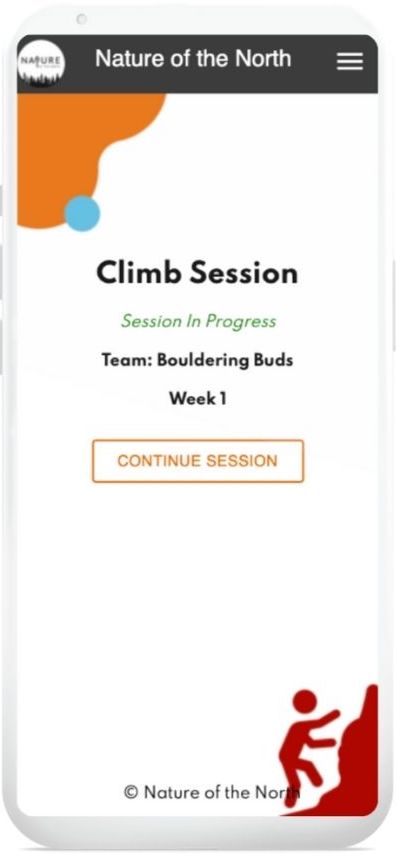 NATURE
Nature of the North
Climb Session
Session In Progress
Team: Bouldering Buds
Week 1
CONTINUE SESSION
© Nature of the North